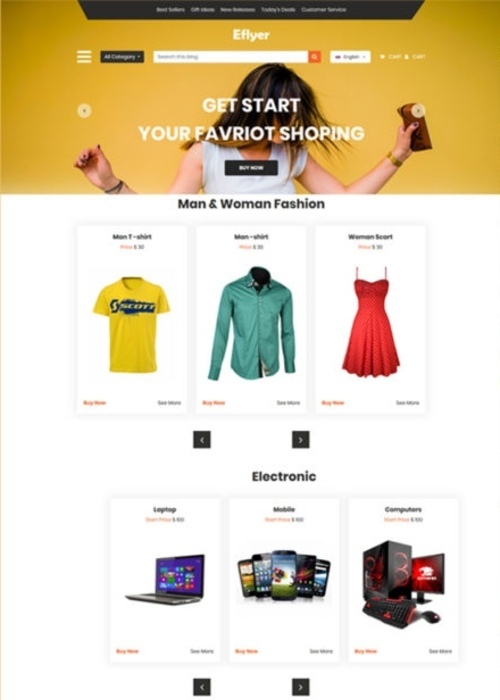 Best Sellers Gift Ideas New Releases Today's Deals Customer Service
Eflyer
All Category
Search this blog
English
CART
CART
GET START
YOUR FAVRIOT SHOPING
BUY NOW
Man & Woman Fashion
Man T -shirt
Price $ 30
Man -shirt
Price $ 30
Woman Scart
Price $ 30
SCOTT
Buy Now See More
Buy Now See More
Buy Now See More
Electronic
Laptop
Start Price $ 100
Mobile
Start Price $ 100
Computers
Start Price $ 100
Buy Now See More
Buy Now See More
Buy Now See More